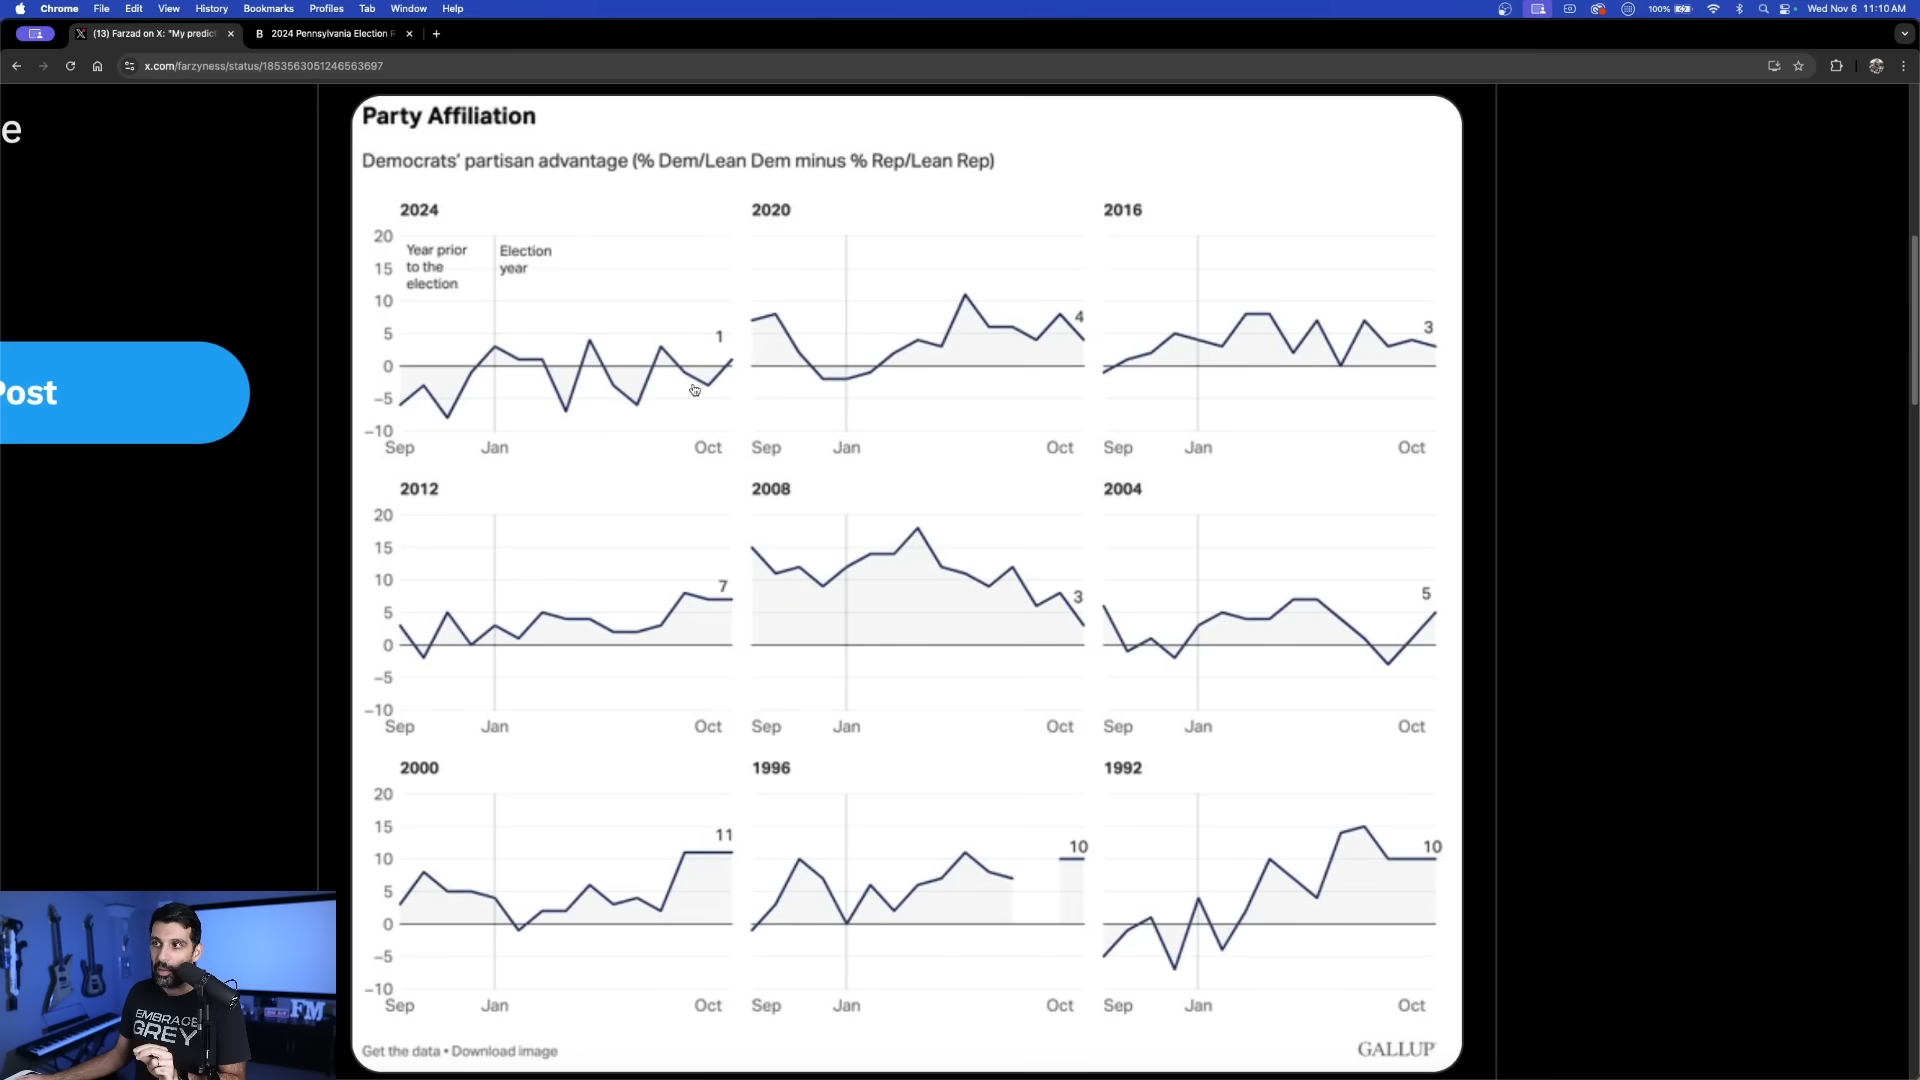 Chrome File Edit View History Bookmarks Profiles Tab Window Help
100% Wed Nov 6 11:10 AM
(13) Farzad on X: "My predic
2024 Pennsylvania Election R
x.com/farzyness/status/1853563051246563697
e
Post
Party Affiliation
Democrats' partisan advantage (% Dem/Lean Dem minus % Rep/Lean Rep)
2024 2020 2016
20
15
10
5
0
-5
-10
Year prior
to the
election
Election
year
1
4
3
Sep Jan Oct Sep Jan Oct Sep Jan Oct
2012 2008 2004
20
15
10
5
0
-5
-10
7
3
5
Sep Jan Oct Sep Jan Oct Sep Jan Oct
2000 1996 1992
20
15
10
5
0
-5
-10
11
10
10
Sep Jan Oct Sep Jan Oct Sep Jan Oct
Get the data • Download image
GALLUP
EMBRACE
GREY
FM